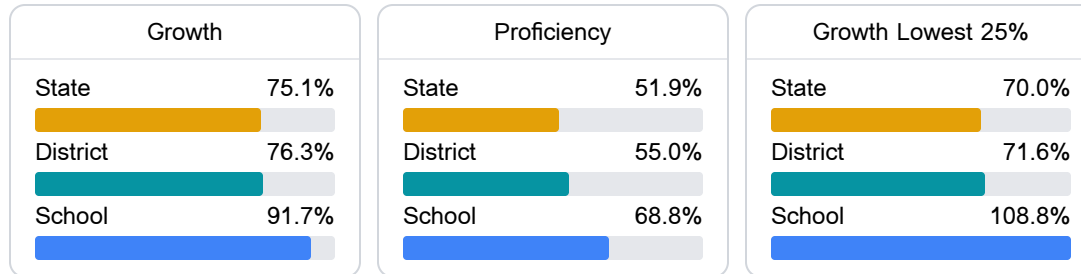 Growth
State 75.1%
District 76.3%
School 91.7%
Proficiency
State 51.9%
District 55.0%
School 68.8%
Growth Lowest 25%
State 70.0%
District 71.6%
School 108.8%